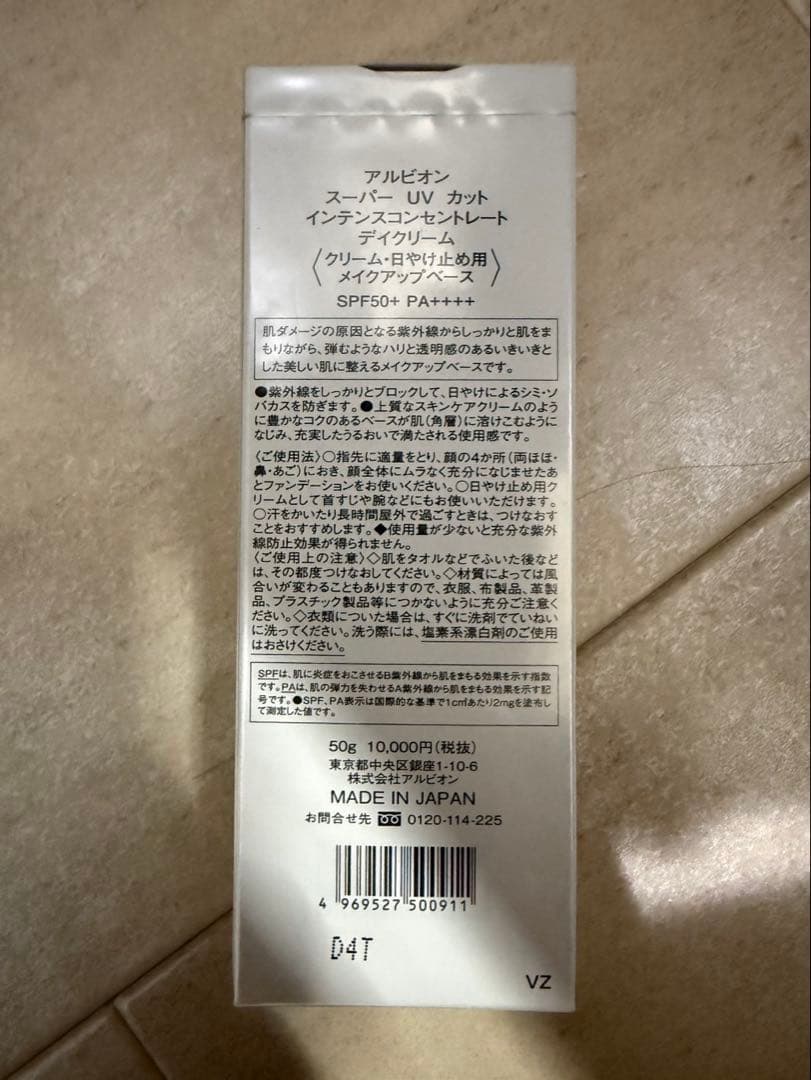 アルビオン
スーパー UV カット
インテンスコンセントレート
デイクリーム
〈クリーム・日やけ止め用
メイクアップベース〉
SPF50+ PA++++
肌ダメージの原因となる紫外線からしっかりと肌をま
もりながら、弾むようなハリと透明感のあるいきいきと
した美しい肌に整えるメイクアップベースです。
●紫外線をしっかりとブロックして、日やけによるシミ・ソ
バカスを防ぎます。●上質なスキンケアクリームのよう
に豊かなコクのあるベースが肌(角層)に溶けこむように
なじみ、充実したうるおいで満たされる使用感です。
〈ご使用法〉○指先に適量をとり、顔の4か所(両ほほ・
鼻・あご)におき、顔全体にムラなく充分になじませたあ
とファンデーションをお使いください。○日やけ止め用ク
リームとして首すじや腕などにもお使いいただけます。
○汗をかいたり長時間屋外で過ごすときは、つけなおす
ことをおすすめします。◆使用量が少ないと充分な紫外
線防止効果が得られません。
〈ご使用上の注意〉◇肌をタオルなどでふいた後など
は、その都度つけなおしてください。◇材質によっては風
合いが変わることもありますので、衣服、布製品、革製
品、プラスチック製品等につかないように充分ご注意く
ださい。◇衣類についた場合は、すぐに洗剤でていねい
に洗ってください。洗う際には、塩素系漂白剤のご使用
はおさけください。
SPFは、肌に炎症をおこさせるB紫外線から肌をまもる効果を示す指数
です。PAは、肌の弾力を失わせるA紫外線から肌をまもる効果を示す記
号です。●SPF、PA表示は国際的な基準で1c㎡あたり2mgを塗布し
て測定した値です。
50g 10,000円(税抜)
東京都中央区銀座1-10-6
株式会社アルビオン
MADE IN JAPAN
お問合せ先 0120-114-225
4 969527 500911
D4T
VZ